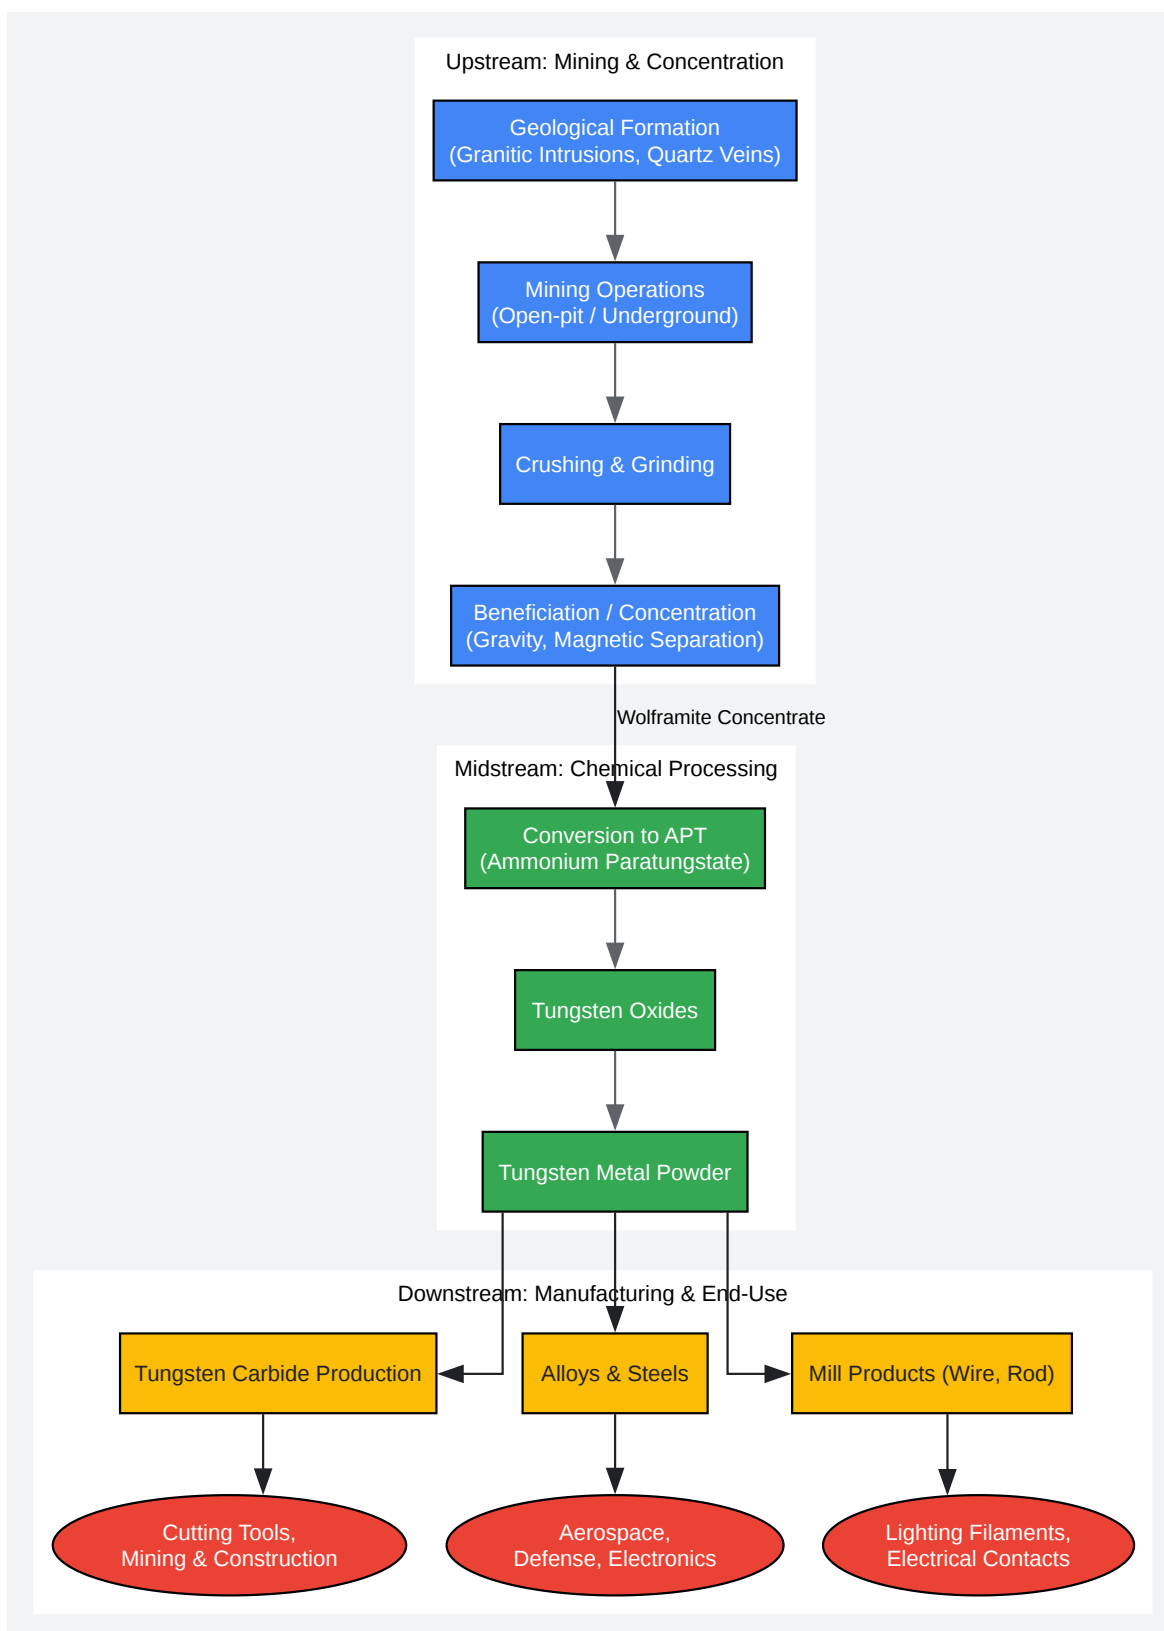 Upstream: Mining & Concentration
Geological Formation
(Granitic Intrusions, Quartz Veins)
Mining Operations
(Open-pit / Underground)
Crushing & Grinding
Beneficiation / Concentration
(Gravity, Magnetic Separation)
Wolframite Concentrate
Midstream: Chemical Processing
Conversion to APT
(Ammonium Paratungstate)
Tungsten Oxides
Tungsten Metal Powder
Downstream: Manufacturing & End-Use
Tungsten Carbide Production
Alloys & Steels
Mill Products (Wire, Rod)
Cutting Tools,
Mining & Construction
Aerospace,
Defense, Electronics
Lighting Filaments,
Electrical Contacts